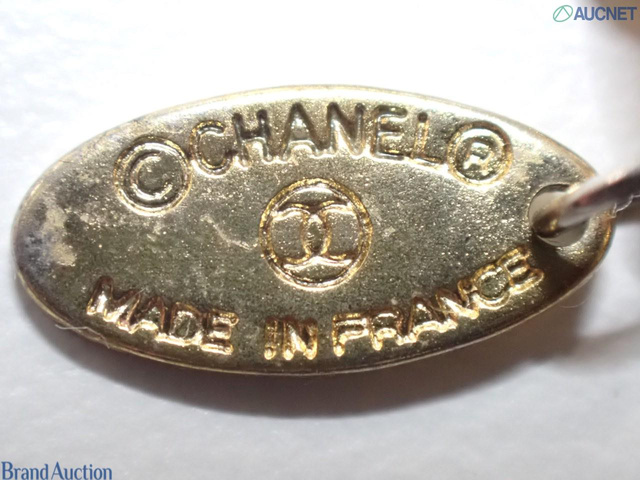 AUCNET
© CHANEL ®
MADE IN FRANCE
Brand Auction